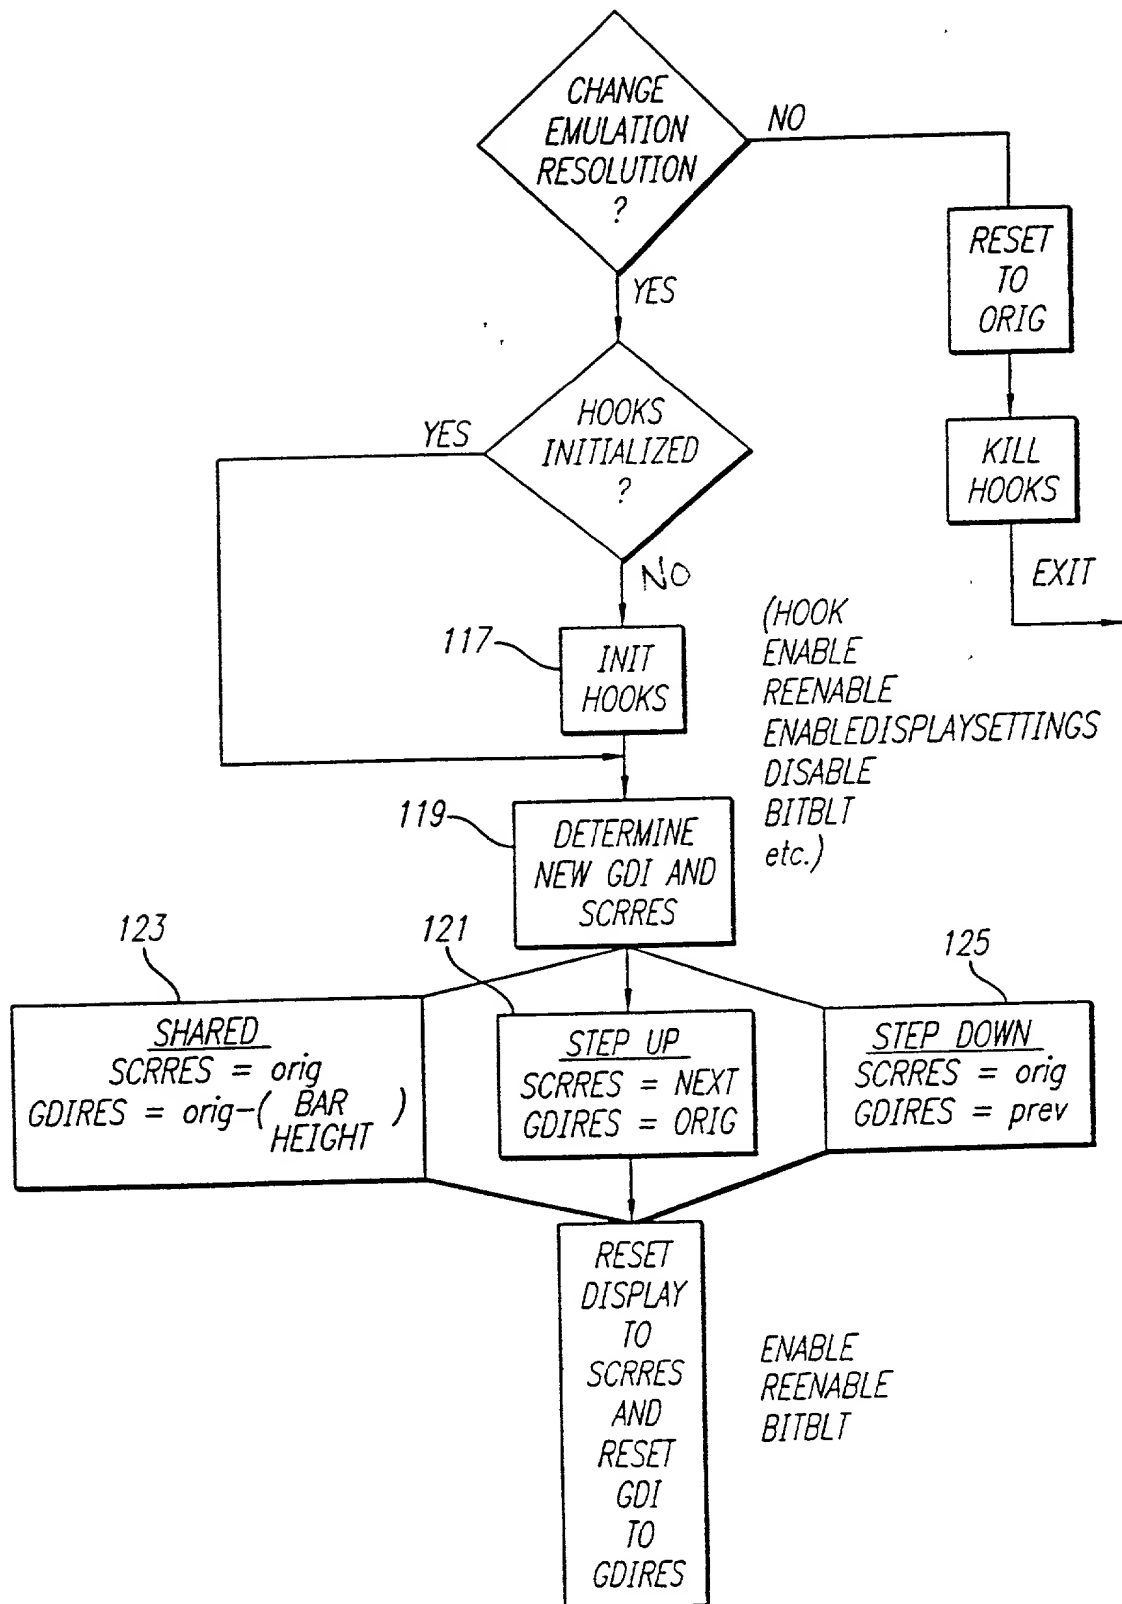 CHANGE
EMULATION
RESOLUTION
?
NO
YES
RESET
TO
ORIG
KILL
HOOKS
EXIT
HOOKS
INITIALIZED
?
YES
NO
117
INIT
HOOKS
(HOOK
ENABLE
REENABLE
ENABLEDISPLAYSETTINGS
DISABLE
BITBLT
etc.)
119
DETERMINE
NEW GDI AND
SCRRES
123
SHARED
SCRRES = orig
GDIRES = orig-( BAR HEIGHT )
121
STEP UP
SCRRES = NEXT
GDIRES = ORIG
125
STEP DOWN
SCRRES = orig
GDIRES = prev
RESET
DISPLAY
TO
SCRRES
AND
RESET
GDI
TO
GDIRES
ENABLE
REENABLE
BITBLT